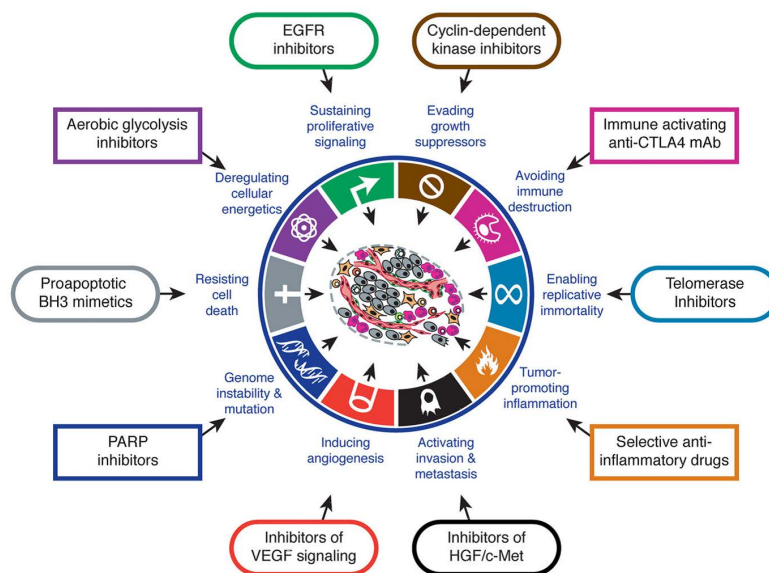 EGFR
inhibitors
Cyclin-dependent
kinase inhibitors
Sustaining
proliferative
signaling
Evading
growth
suppressors
Aerobic glycolysis
inhibitors
Immune activating
anti-CTLA4 mAb
Deregulating
cellular
energetics
Avoiding
immune
destruction
Proapoptotic
BH3 mimetics
Resisting
cell
death
Enabling
replicative
immortality
Telomerase
Inhibitors
Genome
instability &
mutation
Tumor-
promoting
inflammation
PARP
inhibitors
Inducing
angiogenesis
Activating
invasion &
metastasis
Selective anti-
inflammatory drugs
Inhibitors of
VEGF signaling
Inhibitors of
HGF/c-Met